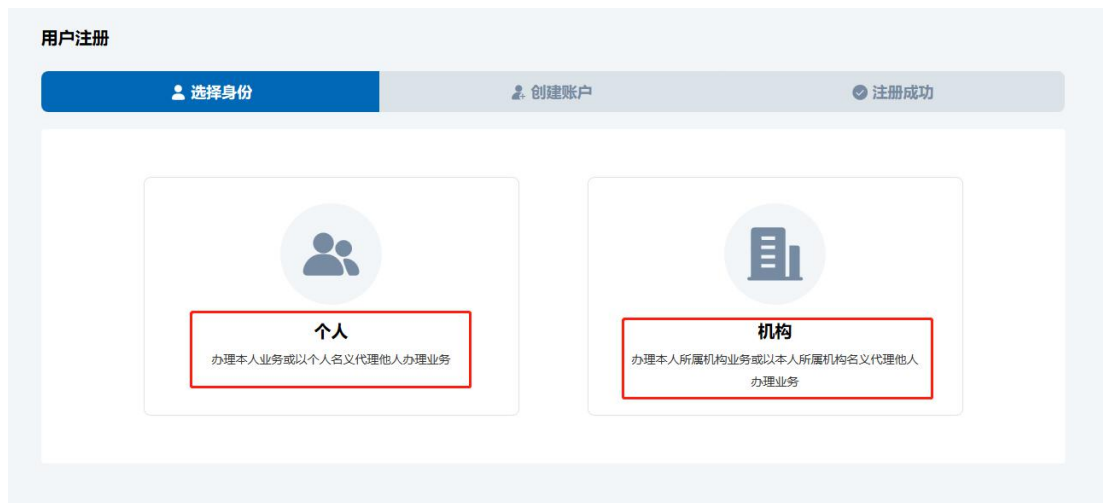 用户注册
选择身份
创建账户
注册成功
个人
办理本人业务或以个人名义代理他人办理业务
机构
办理本人所属机构业务或以本人所属机构名义代理他人
办理业务